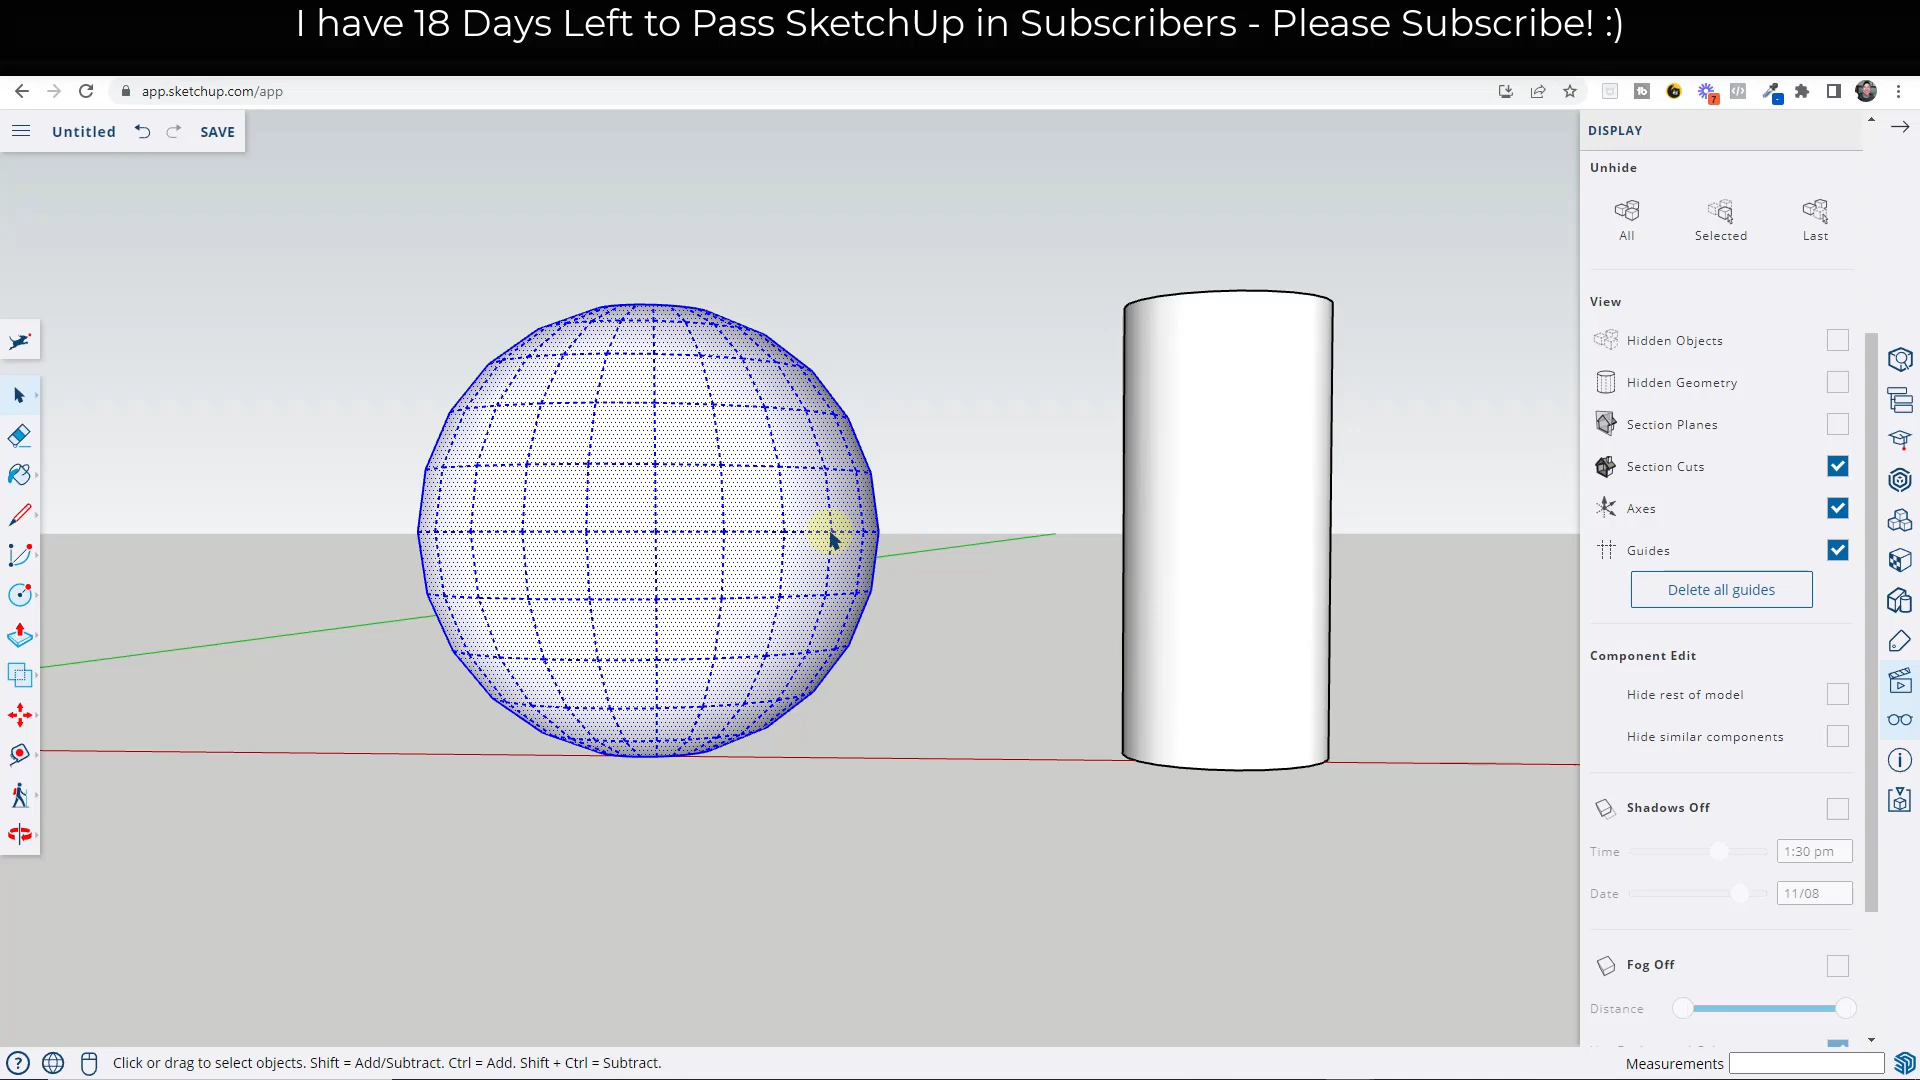 I have 18 Days Left to Pass SketchUp in Subscribers - Please Subscribe! :)
app.sketchup.com/app
7
Untitled
SAVE
DISPLAY
Unhide
All
Selected
Last
View
Hidden Objects
Hidden Geometry
Section Planes
Section Cuts
Axes
Guides
Delete all guides
Component Edit
Hide rest of model
Hide similar components
Shadows Off
Time
1:30 pm
Date
11/08
Fog Off
Distance
Click or drag to select objects. Shift = Add/Subtract. Ctrl = Add. Shift + Ctrl = Subtract.
Measurements